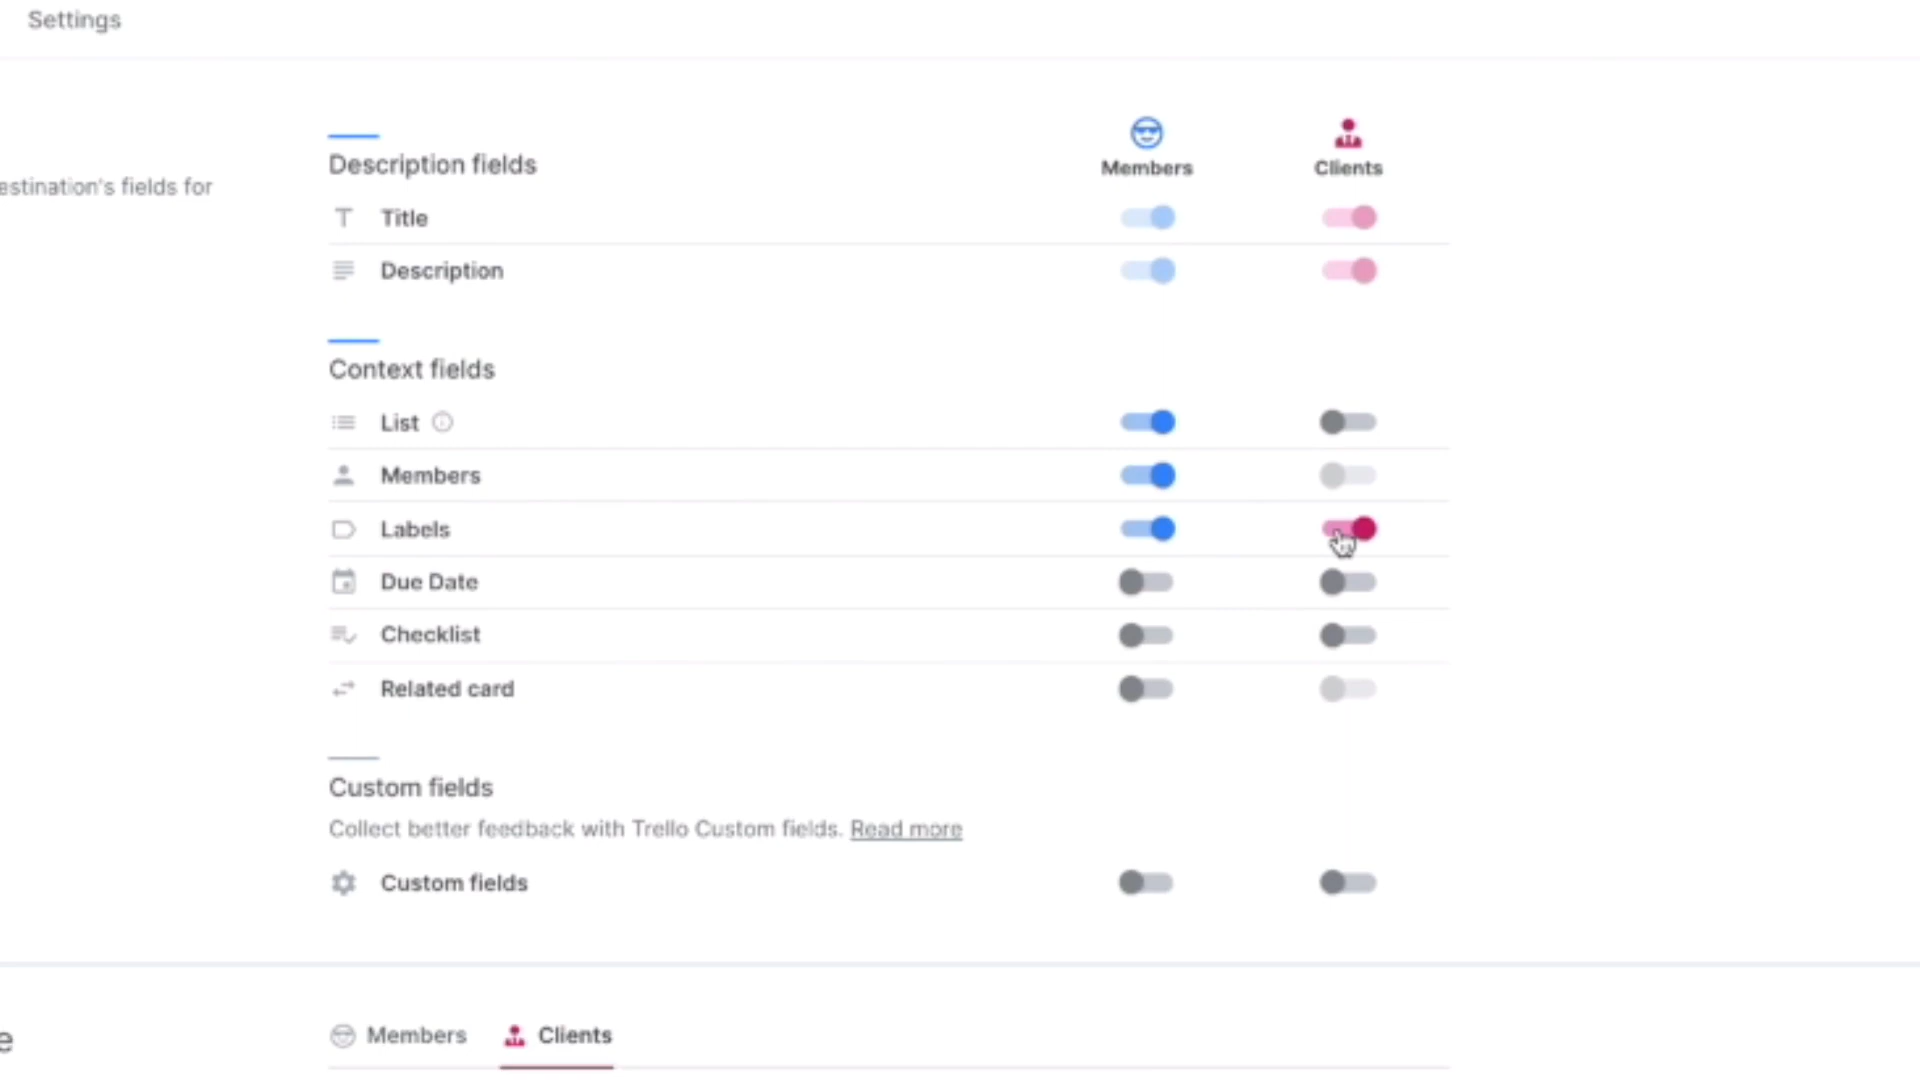 Settings
Members
Clients
Description fields
estination's fields for
Title
Description
Context fields
List
Members
Labels
Due Date
Checklist
Related card
Custom fields
Collect better feedback with Trello Custom fields. Read more
Custom fields
e
Members
Clients